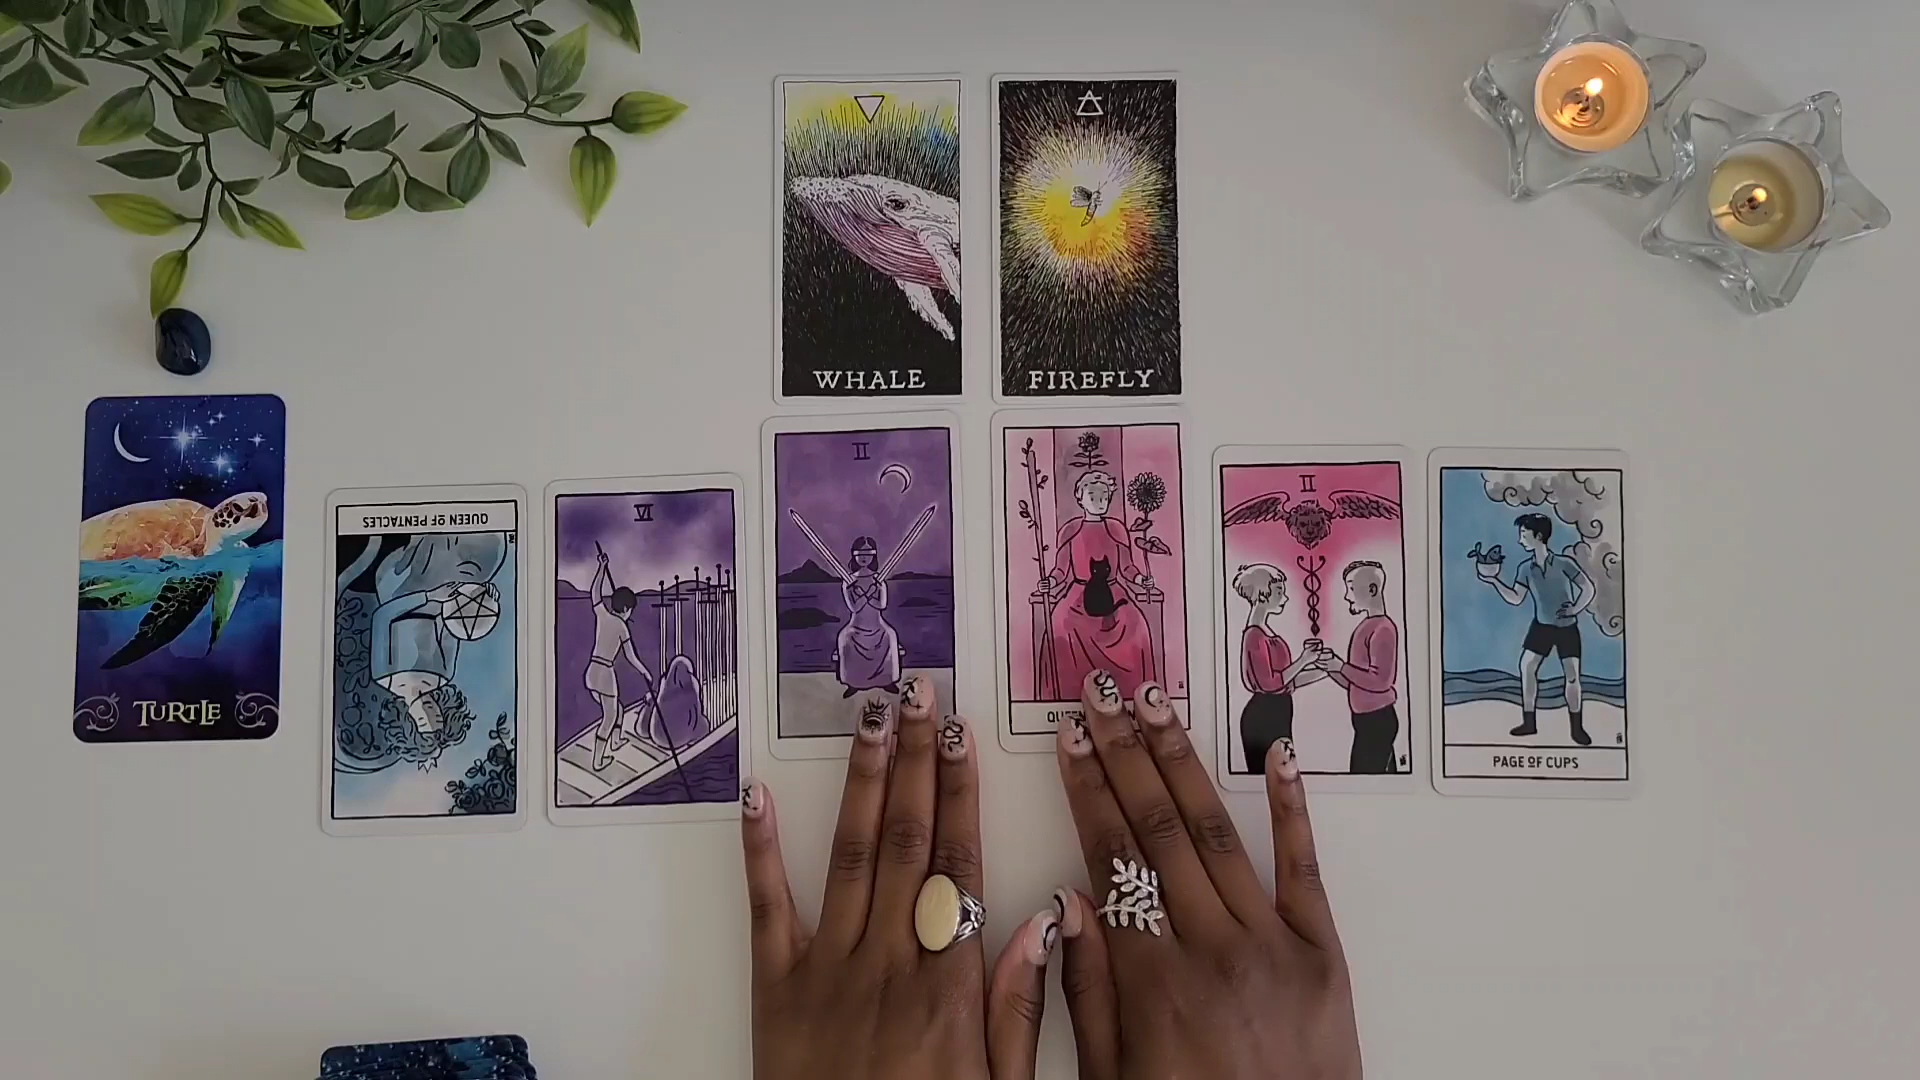 WHALE
FIREFLY
TURTLE
QUEEN OF PENTACLES
VI
II
II
PAGE OF CUPS